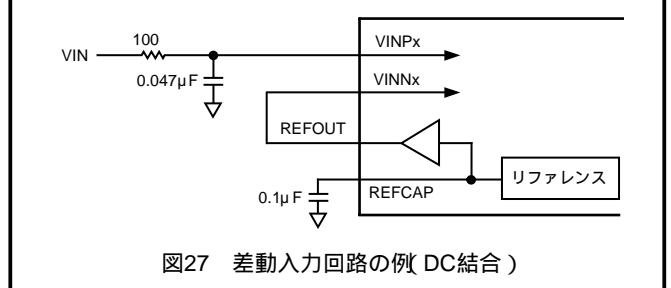 100
VIN
VINPx
0.047μF
VINNx
REFOUT
リファレンス
0.1μF
REFCAP
図27 差動入力回路の例(DC結合)